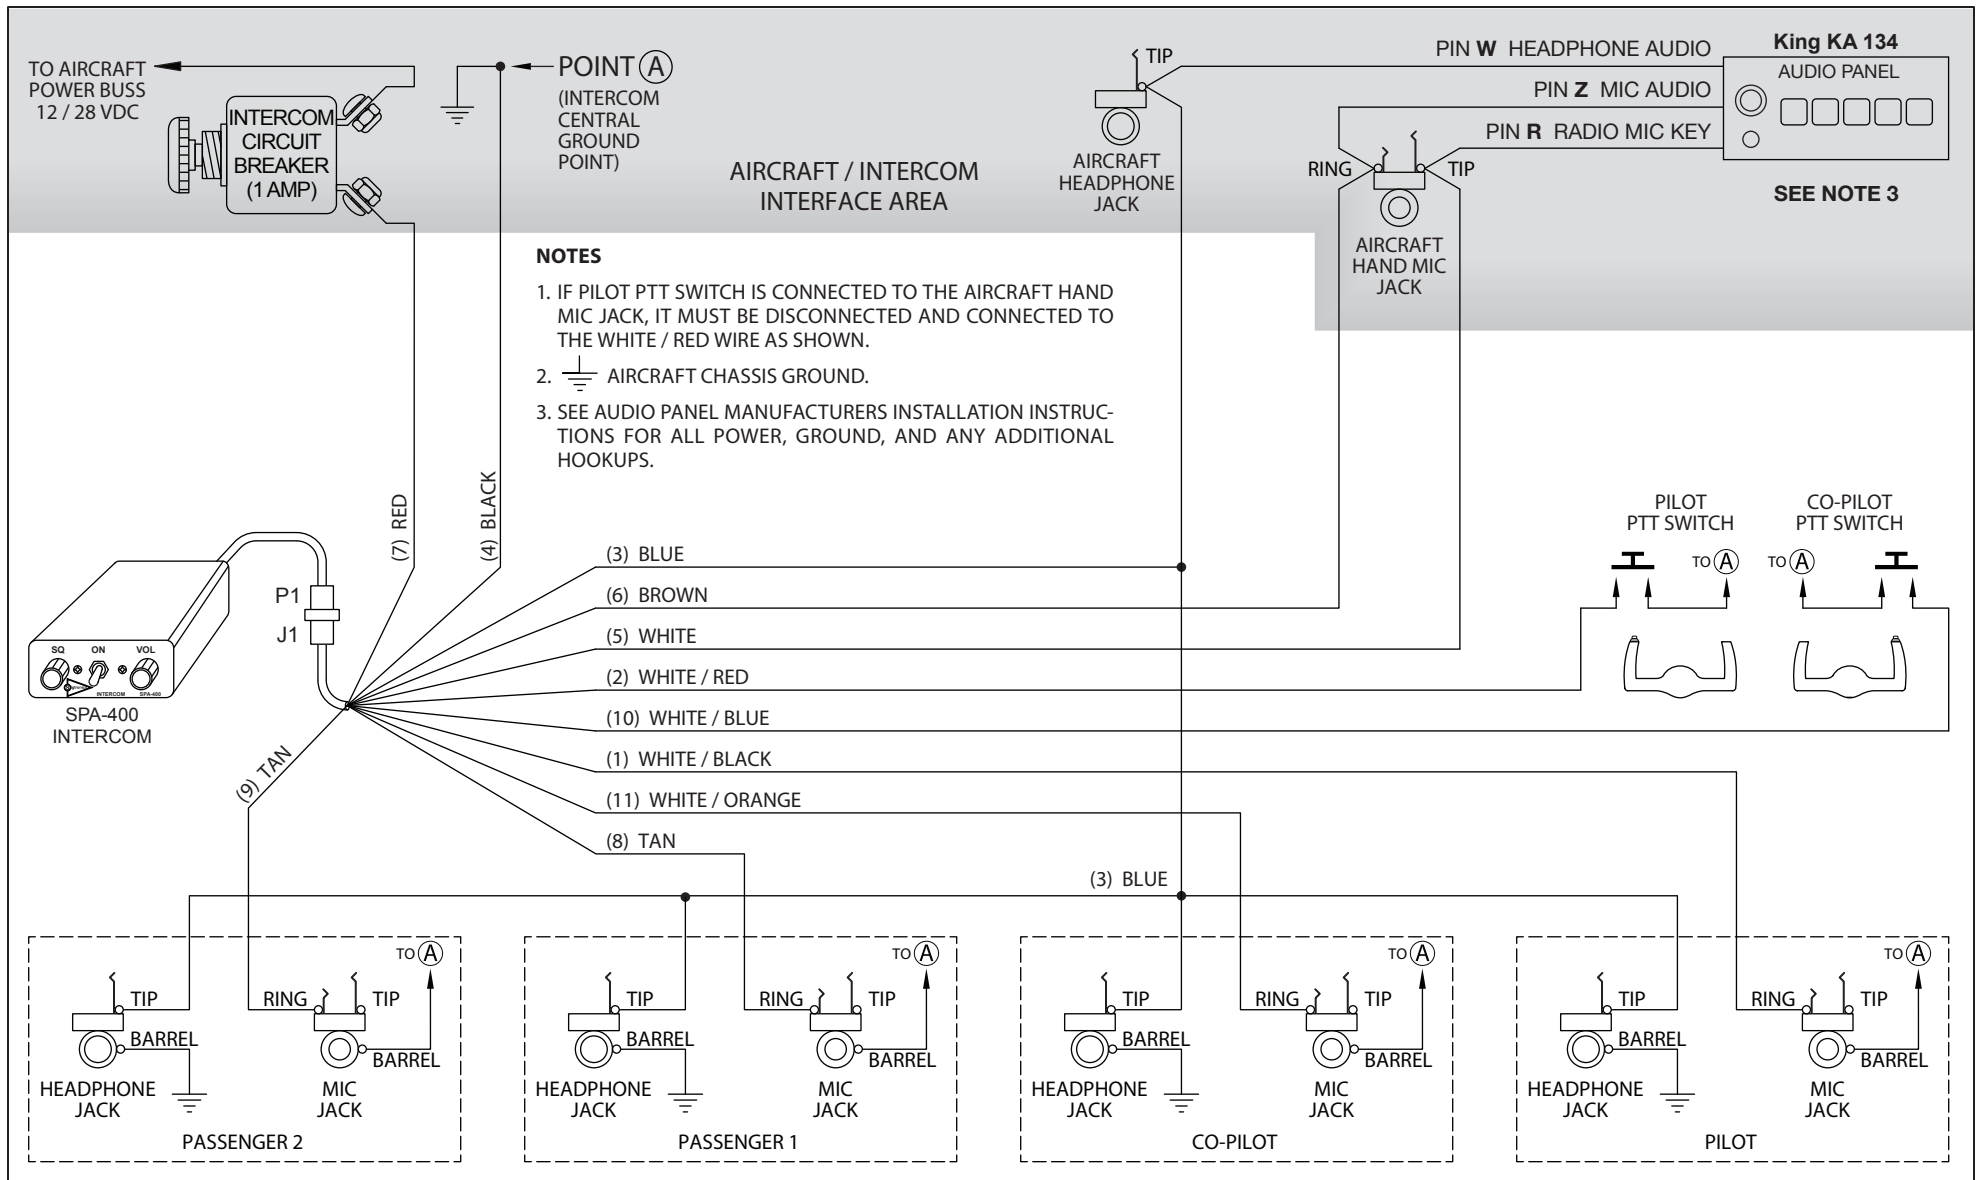 TO AIRCRAFT
POWER BUSS
12 / 28 VDC
INTERCOM
CIRCUIT
BREAKER
(1 AMP)
POINT A
(INTERCOM
CENTRAL
GROUND
POINT)
AIRCRAFT / INTERCOM
INTERFACE AREA
TIP
AIRCRAFT
HEADPHONE
JACK
PIN W HEADPHONE AUDIO
PIN Z MIC AUDIO
PIN R RADIO MIC KEY
King KA 134
AUDIO PANEL
SEE NOTE 3
RING
TIP
AIRCRAFT
HAND MIC
JACK
NOTES
1. IF PILOT PTT SWITCH IS CONNECTED TO THE AIRCRAFT HAND
MIC JACK, IT MUST BE DISCONNECTED AND CONNECTED TO
THE WHITE / RED WIRE AS SHOWN.
2. AIRCRAFT CHASSIS GROUND.
3. SEE AUDIO PANEL MANUFACTURERS INSTALLATION INSTRUC-
TIONS FOR ALL POWER, GROUND, AND ANY ADDITIONAL
HOOKUPS.
(7) RED
(4) BLACK
PILOT
PTT SWITCH
CO-PILOT
PTT SWITCH
TO A
TO A
P1
J1
SQ
ON
VOL
INTERCOM
SPA-400
SPA-400
INTERCOM
(3) BLUE
(6) BROWN
(5) WHITE
(2) WHITE / RED
(10) WHITE / BLUE
(1) WHITE / BLACK
(11) WHITE / ORANGE
(8) TAN
(9) TAN
(3) BLUE
TIP
BARREL
HEADPHONE
JACK
RING
TIP
TO A
BARREL
MIC
JACK
PASSENGER 2
TIP
BARREL
HEADPHONE
JACK
RING
TIP
TO A
BARREL
MIC
JACK
PASSENGER 1
TIP
BARREL
HEADPHONE
JACK
RING
TIP
TO A
BARREL
MIC
JACK
CO-PILOT
TIP
BARREL
HEADPHONE
JACK
RING
TIP
TO A
BARREL
MIC
JACK
PILOT